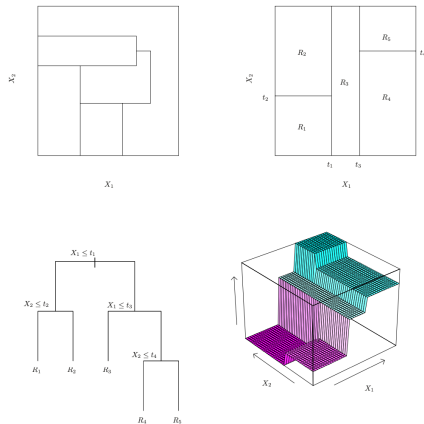 X₂
X₁
X₂
R₅
R₂
t₄
R₃
t₂
R₄
R₁
t₁ t₃
X₁
X₁ ≤ t₁
X₂ ≤ t₂ X₁ ≤ t₃
X₂ ≤ t₄
R₁ R₂ R₃
R₄ R₅
X₂ X₁